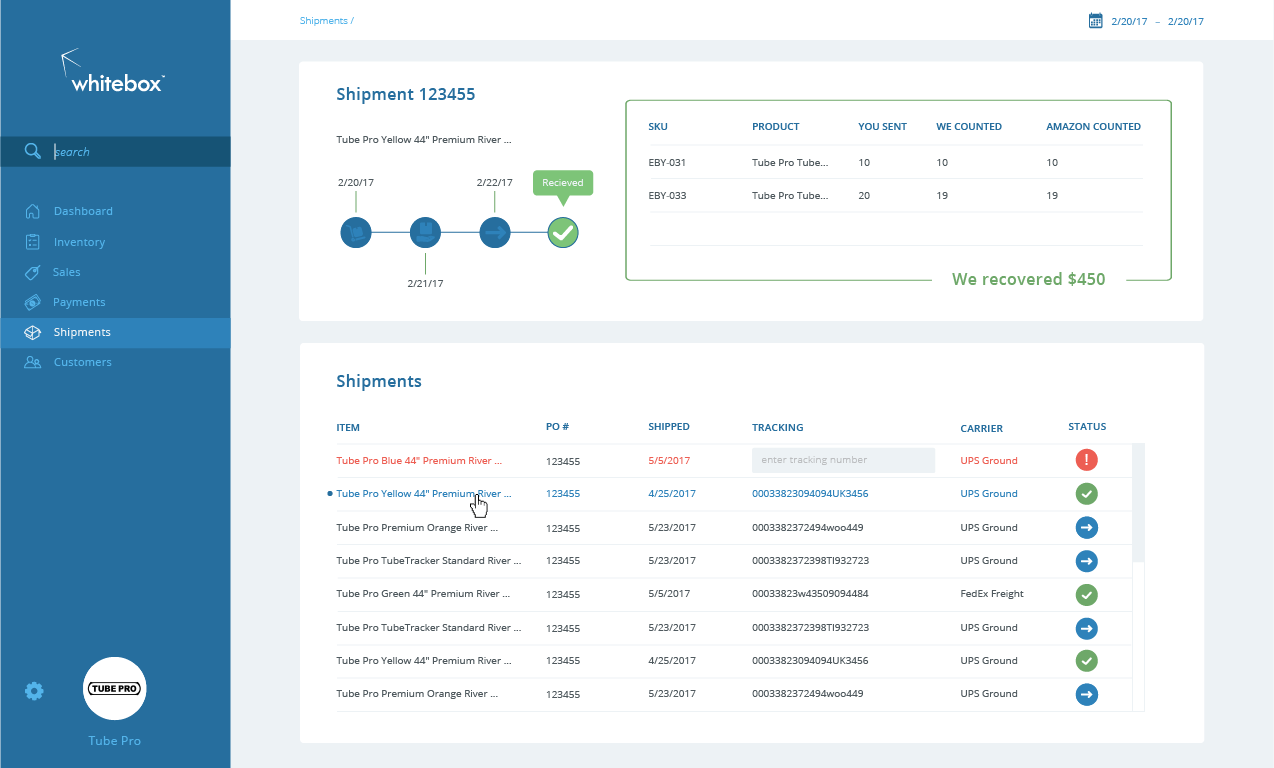 whitebox™
search
Dashboard
Inventory
Sales
Payments
Shipments
Customers
TUBE PRO
Tube Pro
Shipments /
2/20/17 – 2/20/17
Shipment 123455
Tube Pro Yellow 44" Premium River ...
2/20/17
2/22/17
Recieved
2/21/17
SKU PRODUCT YOU SENT WE COUNTED AMAZON COUNTED
EBY-031 Tube Pro Tube... 10 10 10
EBY-033 Tube Pro Tube... 20 19 19
We recovered $450
Shipments
ITEM PO # SHIPPED TRACKING CARRIER STATUS
Tube Pro Blue 44" Premium River ... 123455 5/5/2017 enter tracking number UPS Ground !
Tube Pro Yellow 44" Premium River ... 123455 4/25/2017 00033823094094UK3456 UPS Ground
Tube Pro Premium Orange River ... 123455 5/23/2017 0003382372494woo449 UPS Ground
Tube Pro TubeTracker Standard River ... 123455 5/23/2017 0003382372398TI932723 UPS Ground
Tube Pro Green 44" Premium River ... 123455 5/5/2017 00033823w43509094484 FedEx Freight
Tube Pro TubeTracker Standard River ... 123455 5/23/2017 0003382372398TI932723 UPS Ground
Tube Pro Yellow 44" Premium River ... 123455 4/25/2017 00033823094094UK3456 UPS Ground
Tube Pro Premium Orange River ... 123455 5/23/2017 0003382372494woo449 UPS Ground